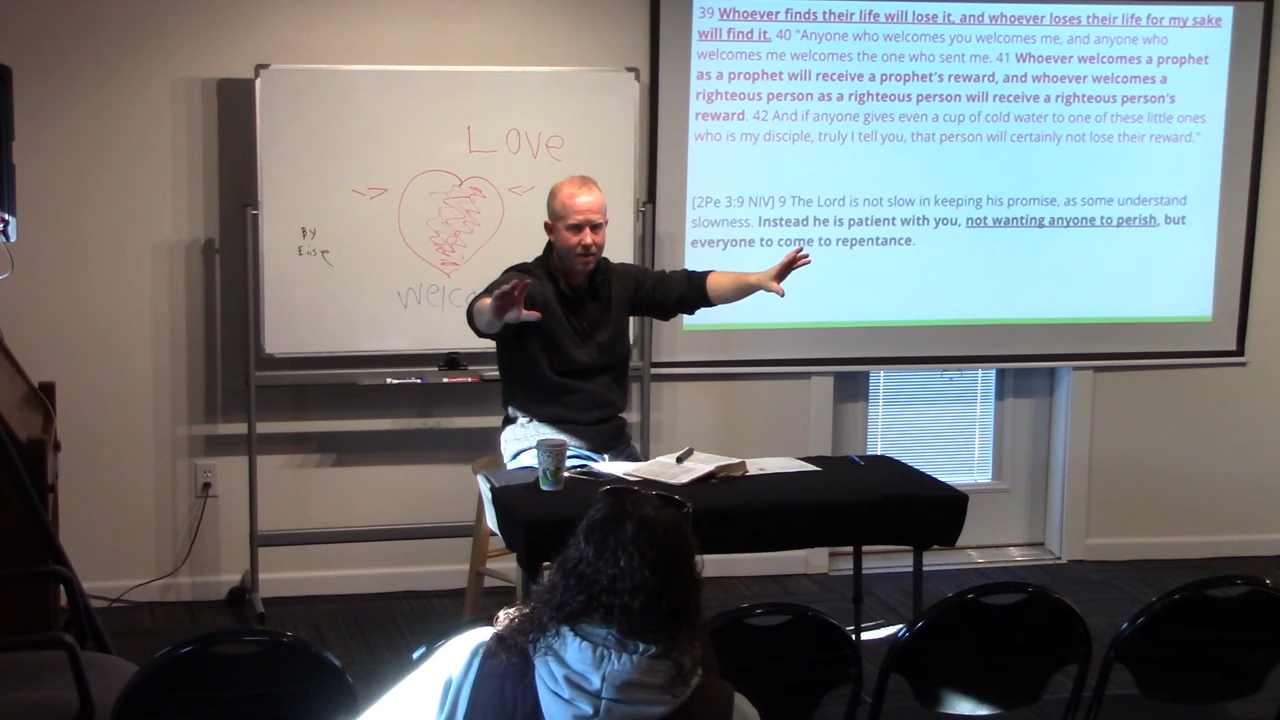 39 Whoever finds their life will lose it, and whoever loses their life for my sake
will find it. 40 "Anyone who welcomes you welcomes me, and anyone who
welcomes me welcomes the one who sent me. 41 Whoever welcomes a prophet
as a prophet will receive a prophet's reward, and whoever welcomes a
righteous person as a righteous person will receive a righteous person's
reward. 42 And if anyone gives even a cup of cold water to one of these little ones
who is my disciple, truly I tell you, that person will certainly not lose their reward."
[2Pe 3:9 NIV] 9 The Lord is not slow in keeping his promise, as some understand
slowness. Instead he is patient with you, not wanting anyone to perish, but
everyone to come to repentance.
Love
By